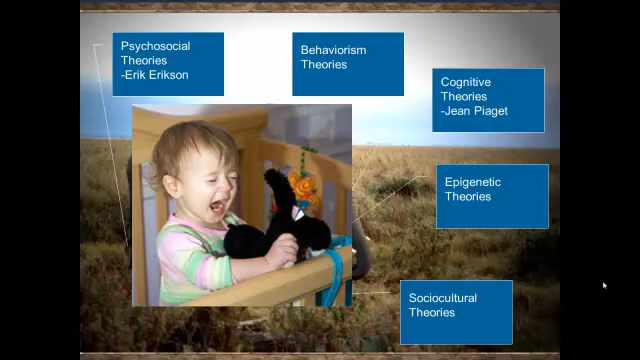 Psychosocial
Theories
-Erik Erikson
Behaviorism
Theories
Cognitive
Theories
-Jean Piaget
Epigenetic
Theories
Sociocultural
Theories